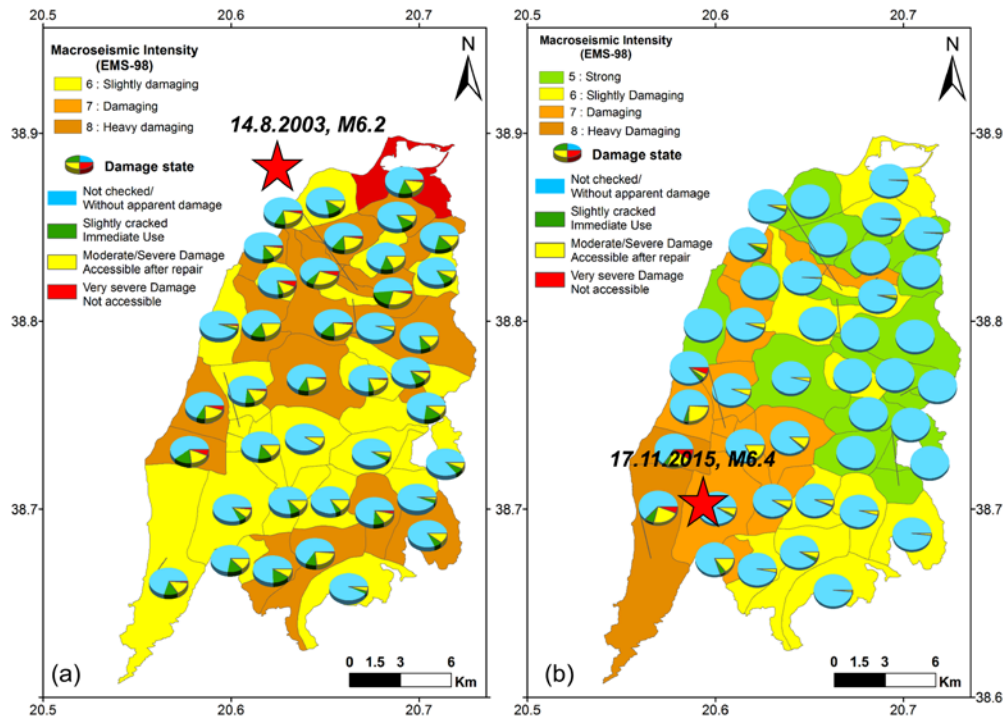 20.5 20.6 20.7
Macroseismic Intensity
(EMS-98)
6 : Slightly damaging
7 : Damaging
8 : Heavy damaging
Damage state
Not checked/
Without apparent damage
Slightly cracked
Immediate Use
Moderate/Severe Damage
Accessible after repair
Very severe Damage
Not accessible
14.8.2003, M6.2
N
38.9
38.8
38.7
(a)
0 1.5 3 6
Km
20.5 20.6 20.7
20.6 20.7
Macroseismic Intensity
(EMS-98)
5 : Strong
6 : Slightly Damaging
7 : Damaging
8 : Heavy Damaging
Damage state
Not checked/
Without apparent damage
Slightly cracked
Immediate Use
Moderate/Severe Damage
Accessible after repair
Very severe Damage
Not accessible
N
17.11.2015, M6.4
38.9
38.8
38.7
38.6
(b)
0 1.5 3 6
Km
20.5 20.6 20.7